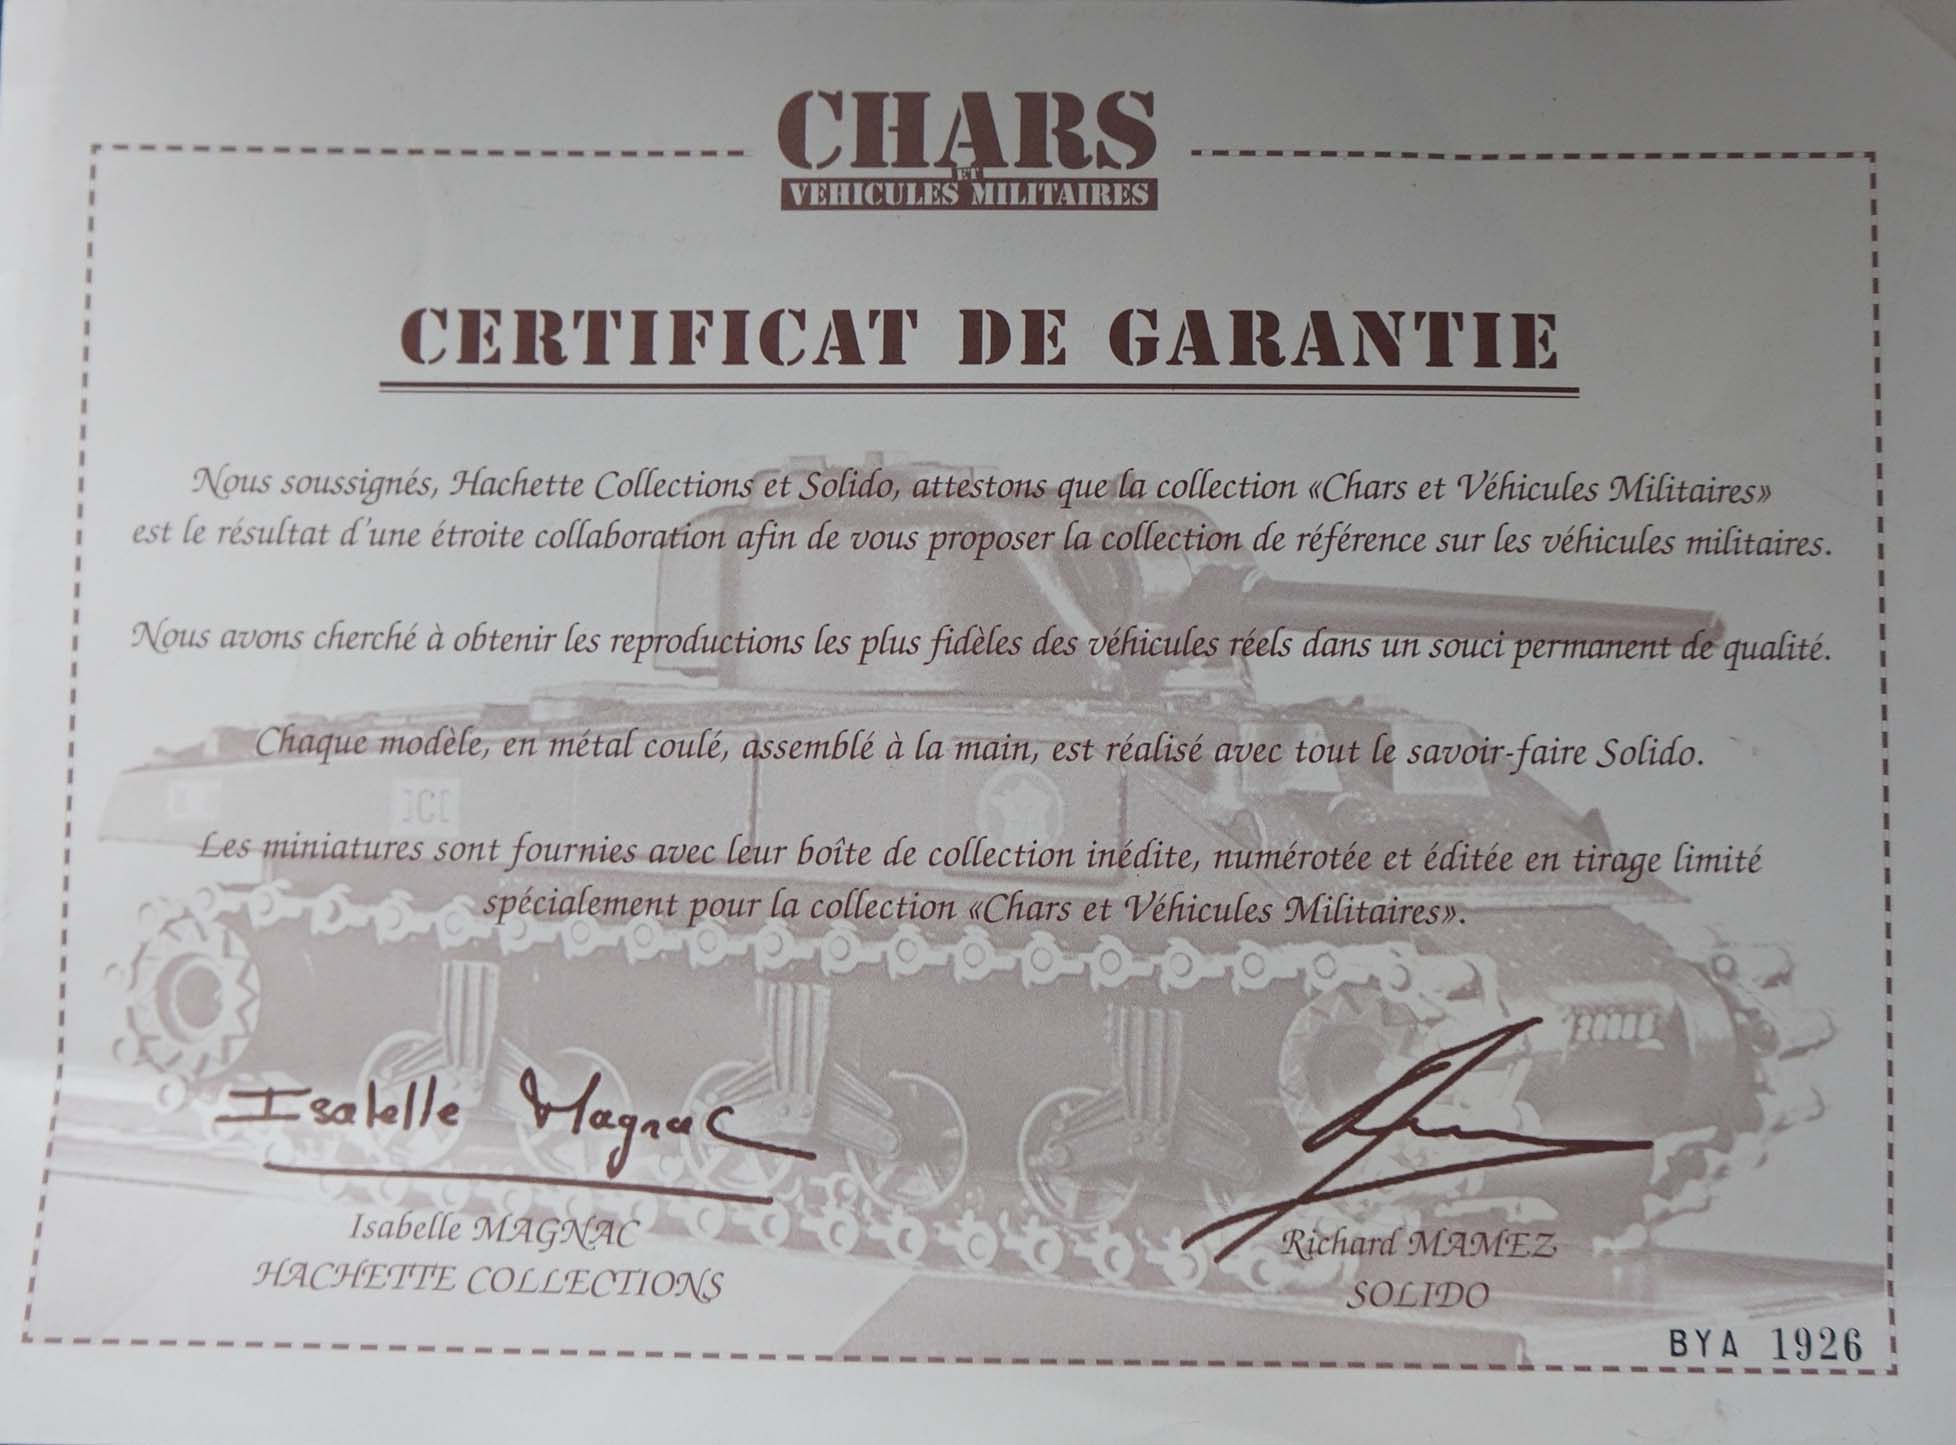 CHARS
ET
VEHICULES MILITAIRES
CERTIFICAT DE GARANTIE
Nous soussignés, Hachette Collections et Solido, attestons que la collection «Chars et Véhicules Militaires»
est le résultat d'une étroite collaboration afin de vous proposer la collection de référence sur les véhicules militaires.
Nous avons cherché à obtenir les reproductions les plus fidèles des véhicules réels dans un souci permanent de qualité.
Chaque modèle, en métal coulé, assemblé à la main, est réalisé avec tout le savoir-faire Solido.
Les miniatures sont fournies avec leur boîte de collection inédite, numérotée et éditée en tirage limité
spécialement pour la collection «Chars et Véhicules Militaires».
Isabelle Magnac
Isabelle MAGNAC
HACHETTE COLLECTIONS
Richard MAMEZ
SOLIDO
BYA 1926